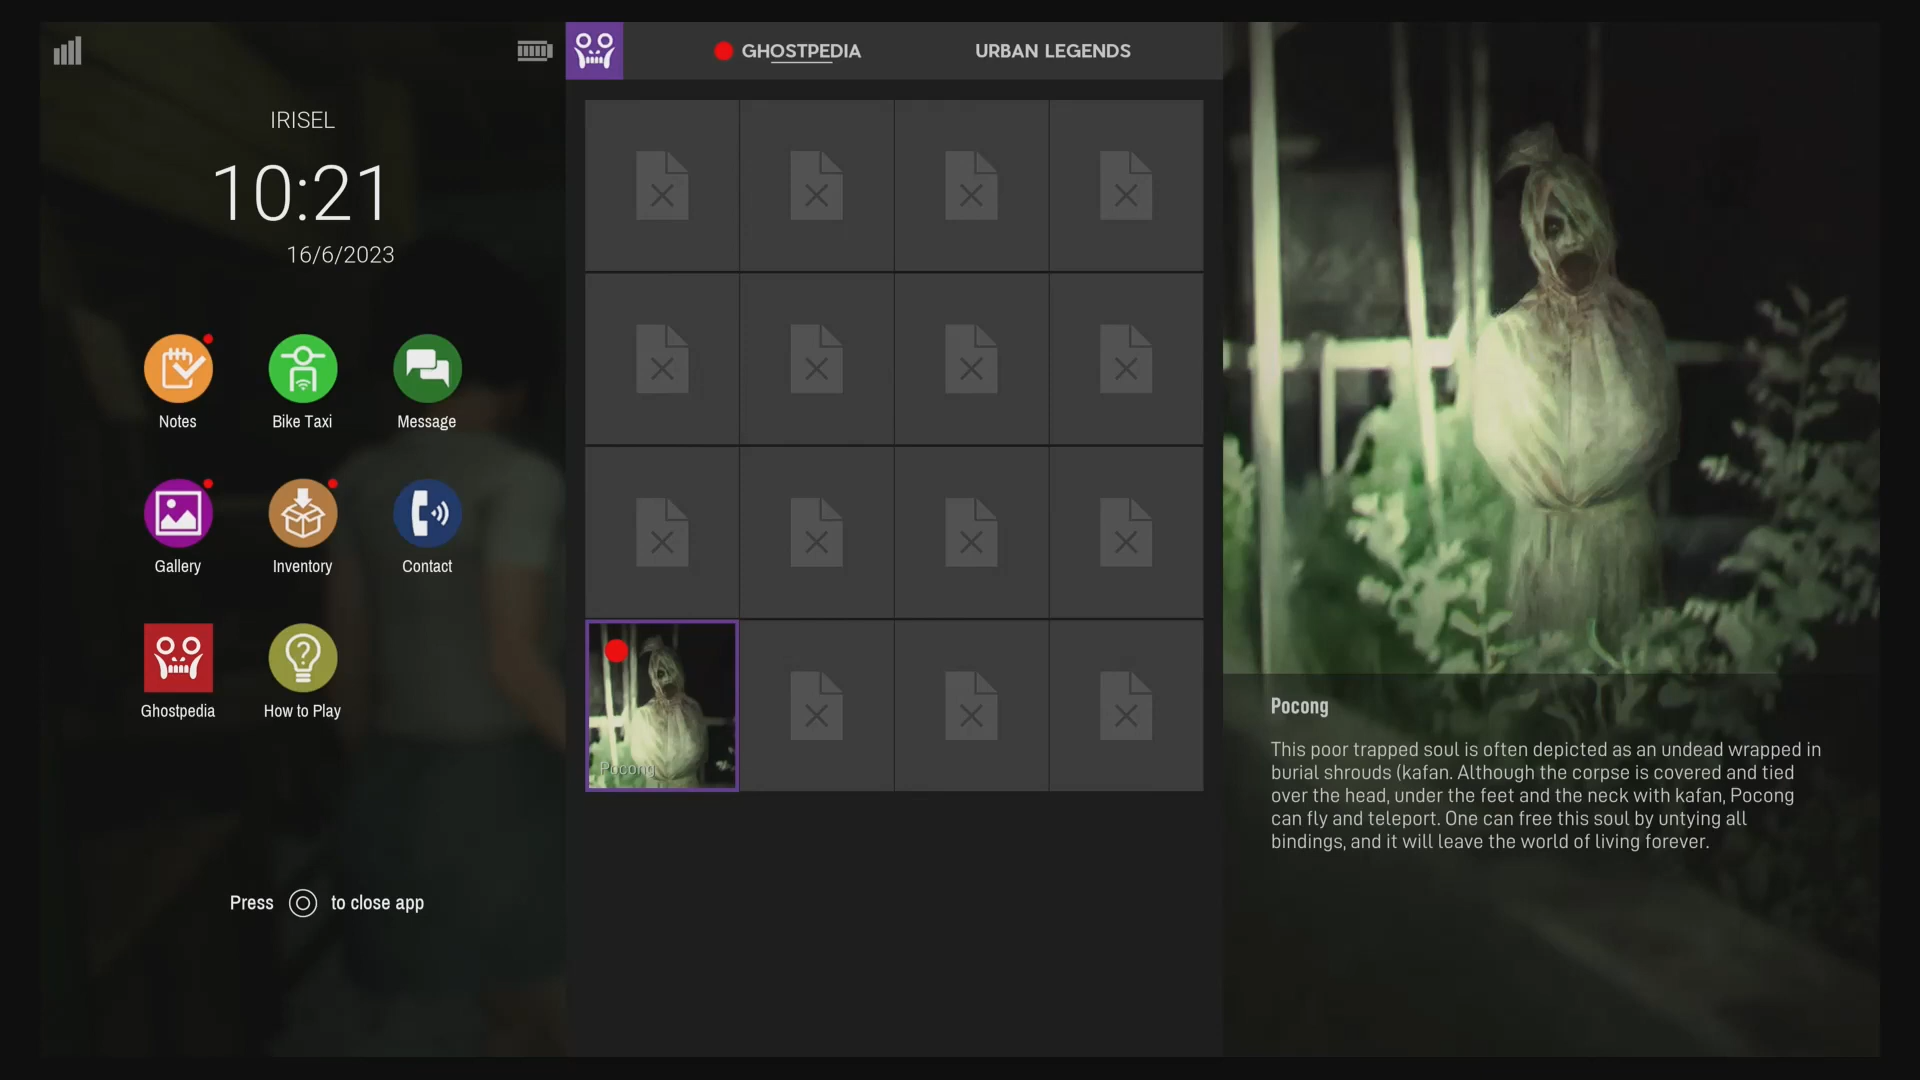 IRISEL
10:21
16/6/2023
Notes
Bike Taxi
Message
Gallery
Inventory
Contact
Ghostpedia
How to Play
Press to close app
GHOSTPEDIA
URBAN LEGENDS
Pocong
Pocong
This poor trapped soul is often depicted as an undead wrapped in
burial shrouds (kafan. Although the corpse is covered and tied
over the head, under the feet and the neck with kafan, Pocong
can fly and teleport. One can free this soul by untying all
bindings, and it will leave the world of living forever.